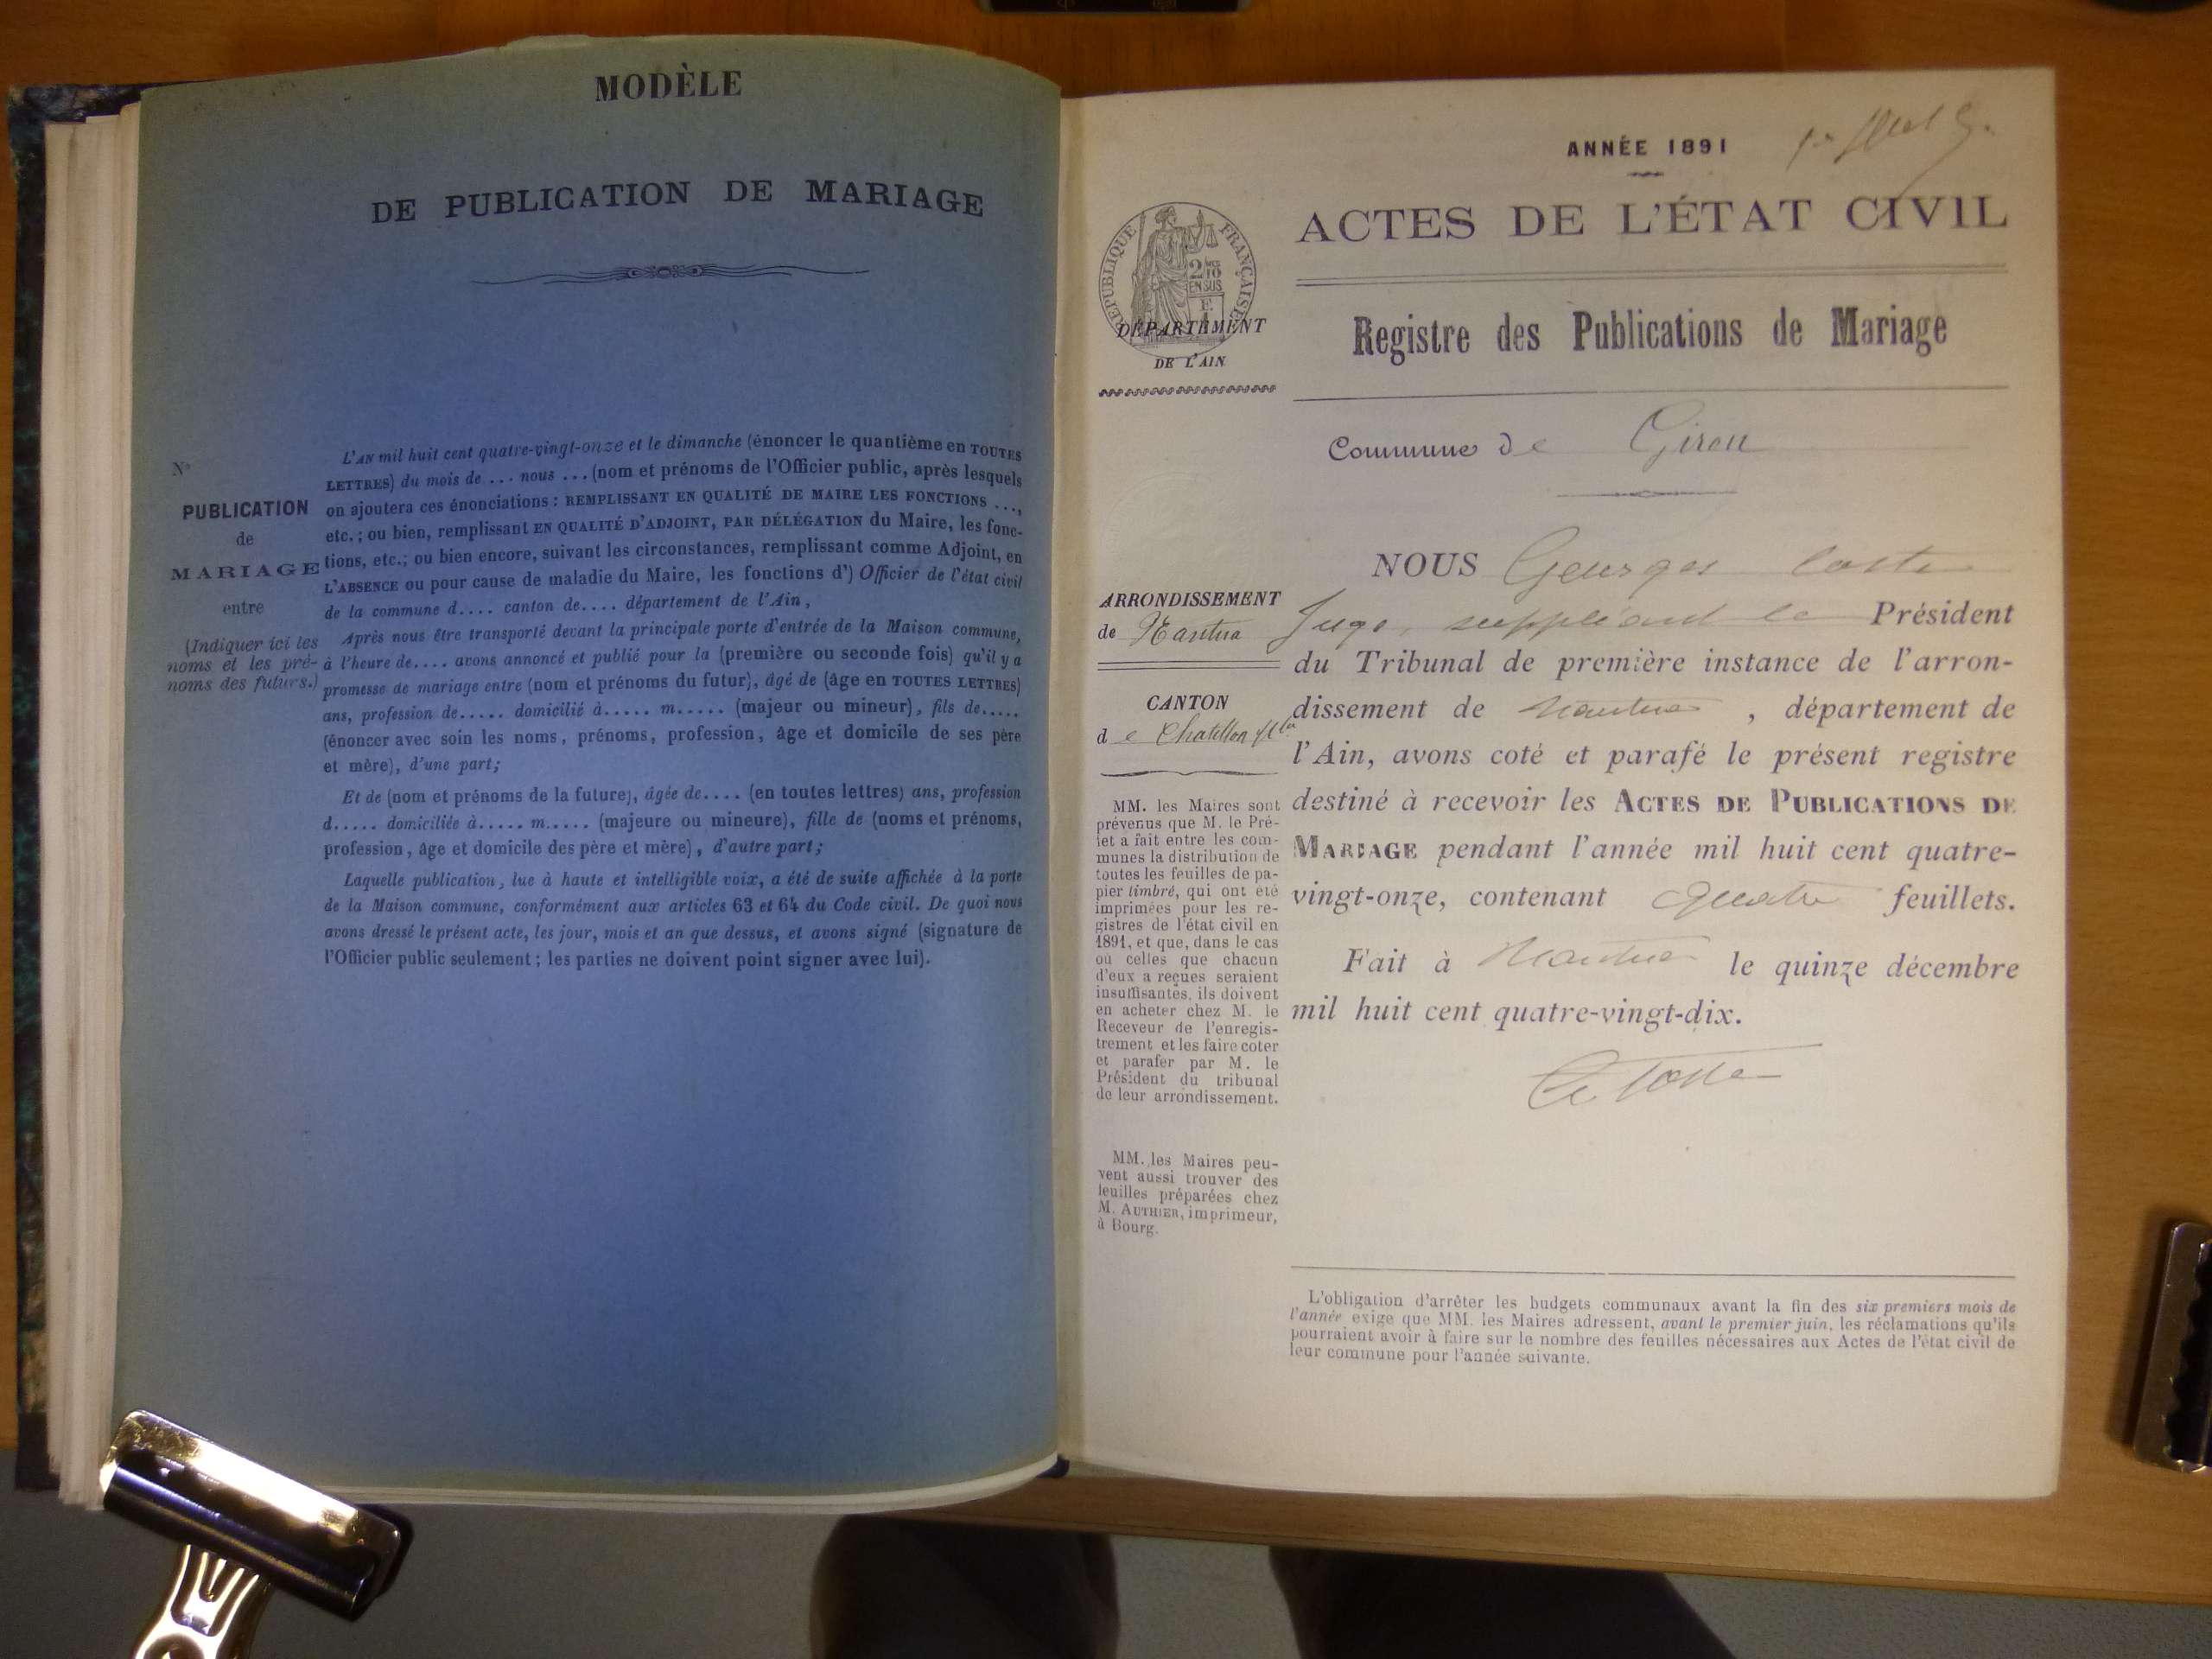 MODÈLE
DE PUBLICATION DE MARIAGE
N°
PUBLICATION
de
MARIAGE
entre
(Indiquer ici les
noms et les pré-
noms des futurs.)
L'AN mil huit cent quatre-vingt-onze et le dimanche (énoncer le quantième en TOUTES
LETTRES) du mois de ... nous ... (nom et prénoms de l'Officier public, après lesquels
on ajoutera ces énonciations : REMPLISSANT EN QUALITÉ DE MAIRE LES FONCTIONS ...,
etc. ; ou bien, remplissant EN QUALITÉ D'ADJOINT, PAR DÉLÉGATION du Maire, les fonc-
tions, etc.; ou bien encore, suivant les circonstances, remplissant comme Adjoint, en
L'ABSENCE ou pour cause de maladie du Maire, les fonctions d') Officier de l'état civil
de la commune d.... canton de.... département de l'Ain,
Après nous être transporté devant la principale porte d'entrée de la Maison commune,
à l'heure de.... avons annoncé et publié pour la (première ou seconde fois) qu'il y a
promesse de mariage entre (nom et prénoms du futur), âgé de (âge en TOUTES LETTRES)
ans, profession de..... domicilié à..... m..... (majeur ou mineur), fils de.....
(énoncer avec soin les noms, prénoms, profession, âge et domicile de ses père
et mère), d'une part;
Et de (nom et prénoms de la future), âgée de.... (en toutes lettres) ans, profession
d..... domiciliée à..... m..... (majeure ou mineure), fille de (noms et prénoms,
profession, âge et domicile des père et mère), d'autre part;
Laquelle publication, lue à haute et intelligible voix, a été de suite affichée à la porte
de la Maison commune, conformément aux articles 63 et 64 du Code civil. De quoi nous
avons dressé le présent acte, les jour, mois et an que dessus, et avons signé (signature de
l'Officier public seulement; les parties ne doivent point signer avec lui).
ANNÉE 1891
ACTES DE L'ÉTAT CIVIL
RÉPUBLIQUE FRANÇAISE
2/10
EN SUS
DÉPARTEMENT
DE L'AIN
Registre des Publications de Mariage
Commune de Giron
ARRONDISSEMENT
de Nantua
CANTON
de Chatillon
MM. les Maires sont
prévenus que M. le Pré-
fet a fait entre les com-
munes la distribution de
toutes les feuilles de pa-
pier timbré, qui ont été
imprimées pour les re-
gistres de l'état civil en
1891, et que, dans le cas
où celles que chacun
d'eux a reçues seraient
insuffisantes, ils doivent
en acheter chez M. le
Receveur de l'enregis-
trement et les faire coter
et parafer par M. le
Président du tribunal
de leur arrondissement.
MM. les Maires peu-
vent aussi trouver des
feuilles préparées chez
M. AUTHIER, imprimeur,
à Bourg.
NOUS Georges Coste
Juge, suppléant le Président
du Tribunal de première instance de l'arron-
dissement de Nantua , département de
l'Ain, avons coté et parafé le présent registre
destiné à recevoir les ACTES DE PUBLICATIONS DE
MARIAGE pendant l'année mil huit cent quatre-
vingt-onze, contenant Quatre feuillets.
Fait à Nantua le quinze décembre
mil huit cent quatre-vingt-dix.
L'obligation d'arrêter les budgets communaux avant la fin des six premiers mois de
l'année exige que MM. les Maires adressent, avant le premier juin, les réclamations qu'ils
pourraient avoir à faire sur le nombre des feuilles nécessaires aux Actes de l'état civil de
leur commune pour l'année suivante.